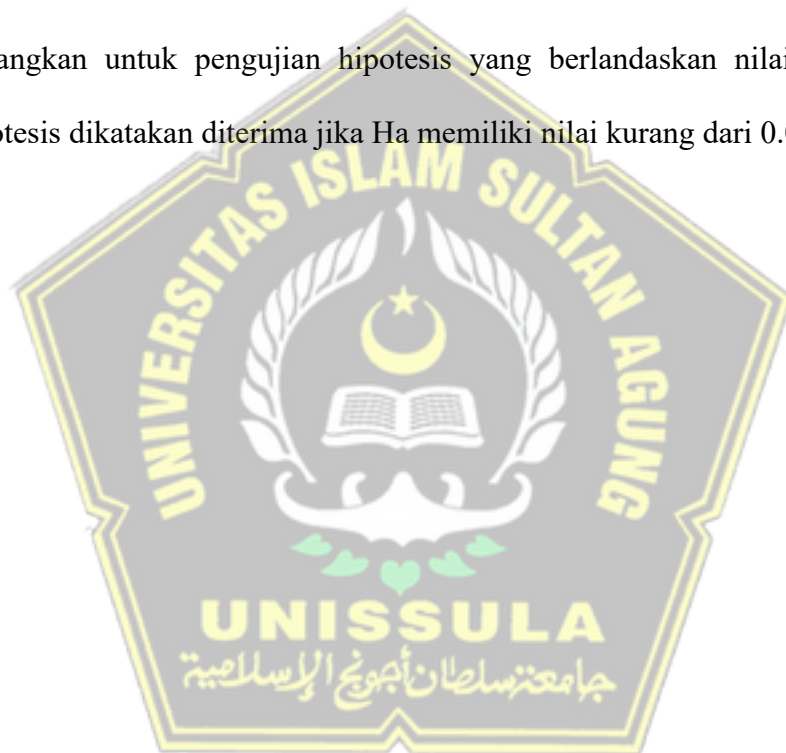 angkan untuk pengujian hipotesis yang berlandaskan nilai
otesis dikatakan diterima jika Ha memiliki nilai kurang dari 0.0
UNIVERSITAS ISLAM SULTAN AGUNG
UNISSULA
جامعة سلطان أجونج الإسلامية